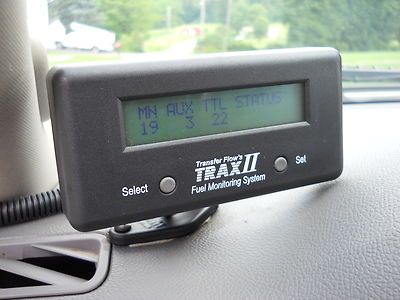 MN AUX TTL STATUS
19 3 22
Transfer Flow's
TRAX II
Select Set
Fuel Monitoring System